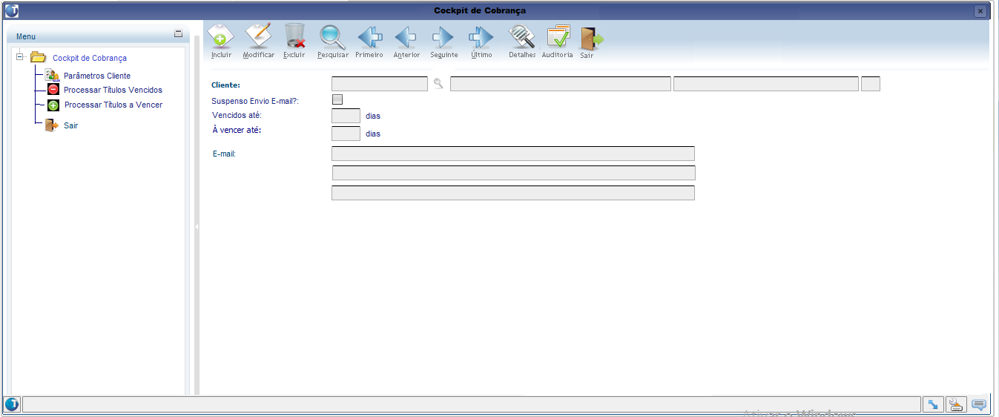 Cockpit de Cobrança
Menu
Cockpit de Cobrança
Parâmetros Cliente
Processar Títulos Vencidos
Processar Títulos a Vencer
Sair
Incluir Modificar Excluir Pesquisar Primeiro Anterior Seguinte Último Detalhes Auditoria Sair
Cliente:
Suspenso Envio E-mail?:
Vencidos até: dias
À vencer até: dias
E-mail:
Ativar o Windows